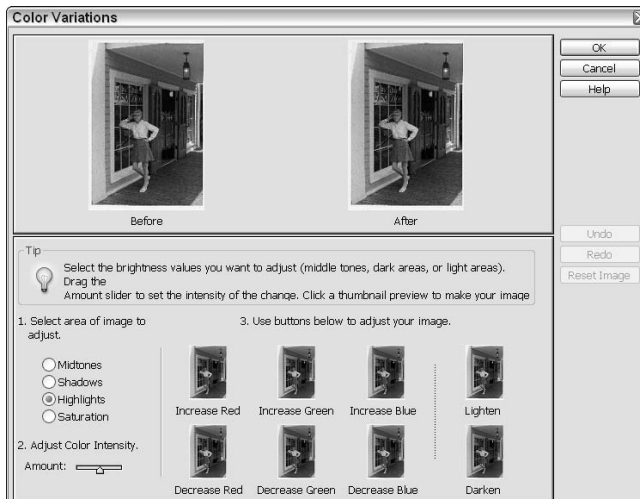 Color Variations
OK
Cancel
Help
Before
After
Undo
Redo
Reset Image
Tip
Select the brightness values you want to adjust (middle tones, dark areas, or light areas).
Drag the
Amount slider to set the intensity of the change. Click a thumbnail preview to make your image
1. Select area of image to
adjust.
3. Use buttons below to adjust your image.
Midtones
Shadows
Highlights
Saturation
Increase Red
Increase Green
Increase Blue
Lighten
2. Adjust Color Intensity.
Amount:
Decrease Red
Decrease Green
Decrease Blue
Darken